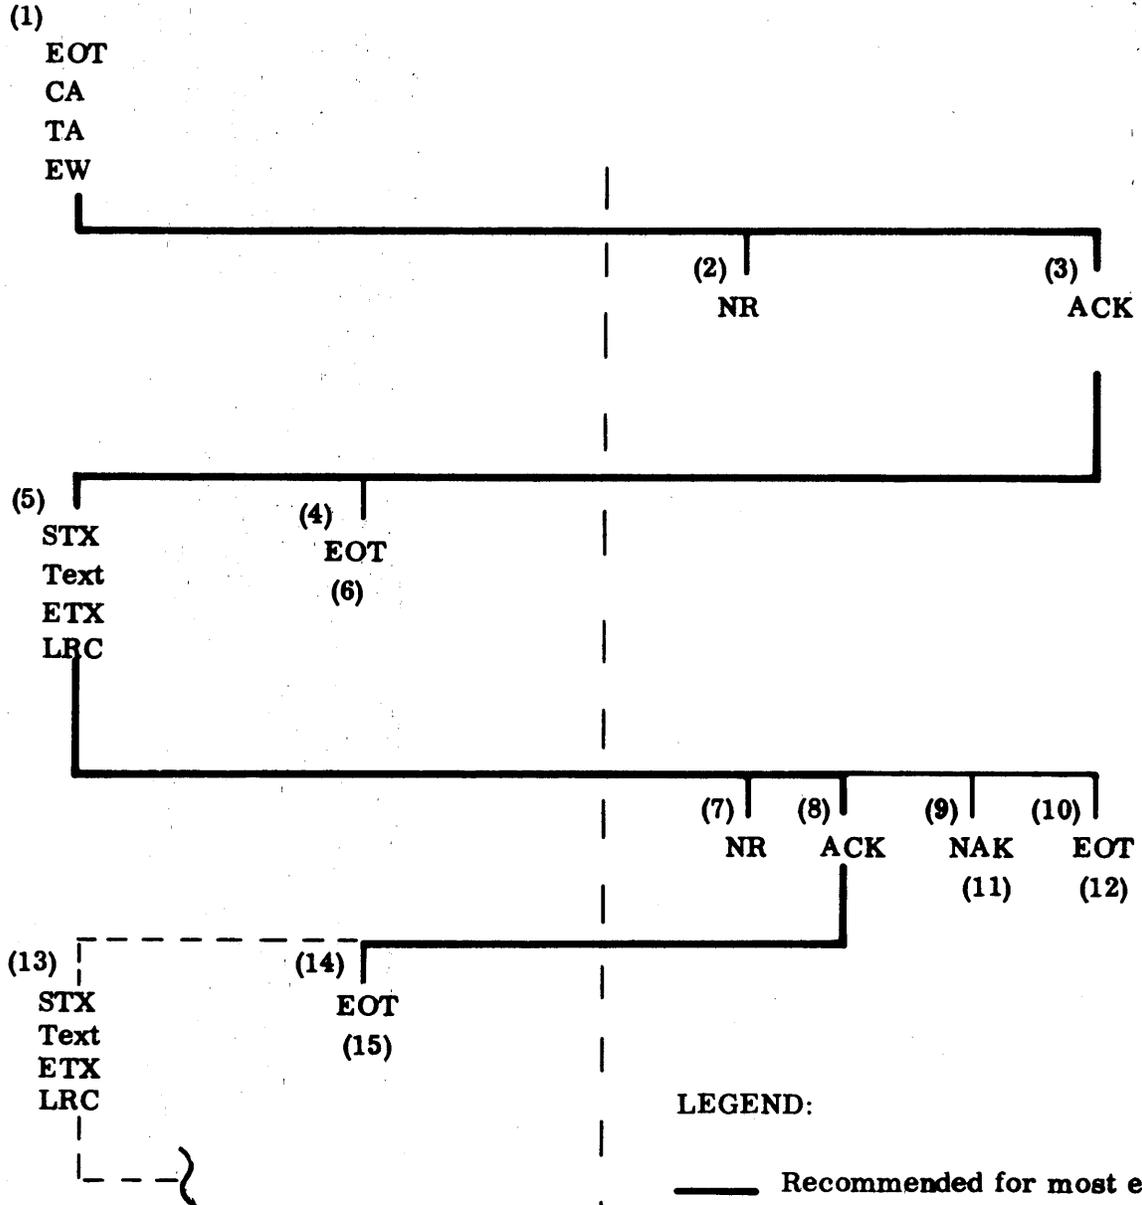 (1)
EOT
CA
TA
EW
(2)
NR
(3)
ACK
(5)
STX
Text
ETX
LRC
(4)
EOT
(6)
(7)
NR
(8)
ACK
(9)
NAK
(11)
(10)
EOT
(12)
(13)
STX
Text
ETX
LRC
(14)
EOT
(15)
LEGEND:
Recommended for most e